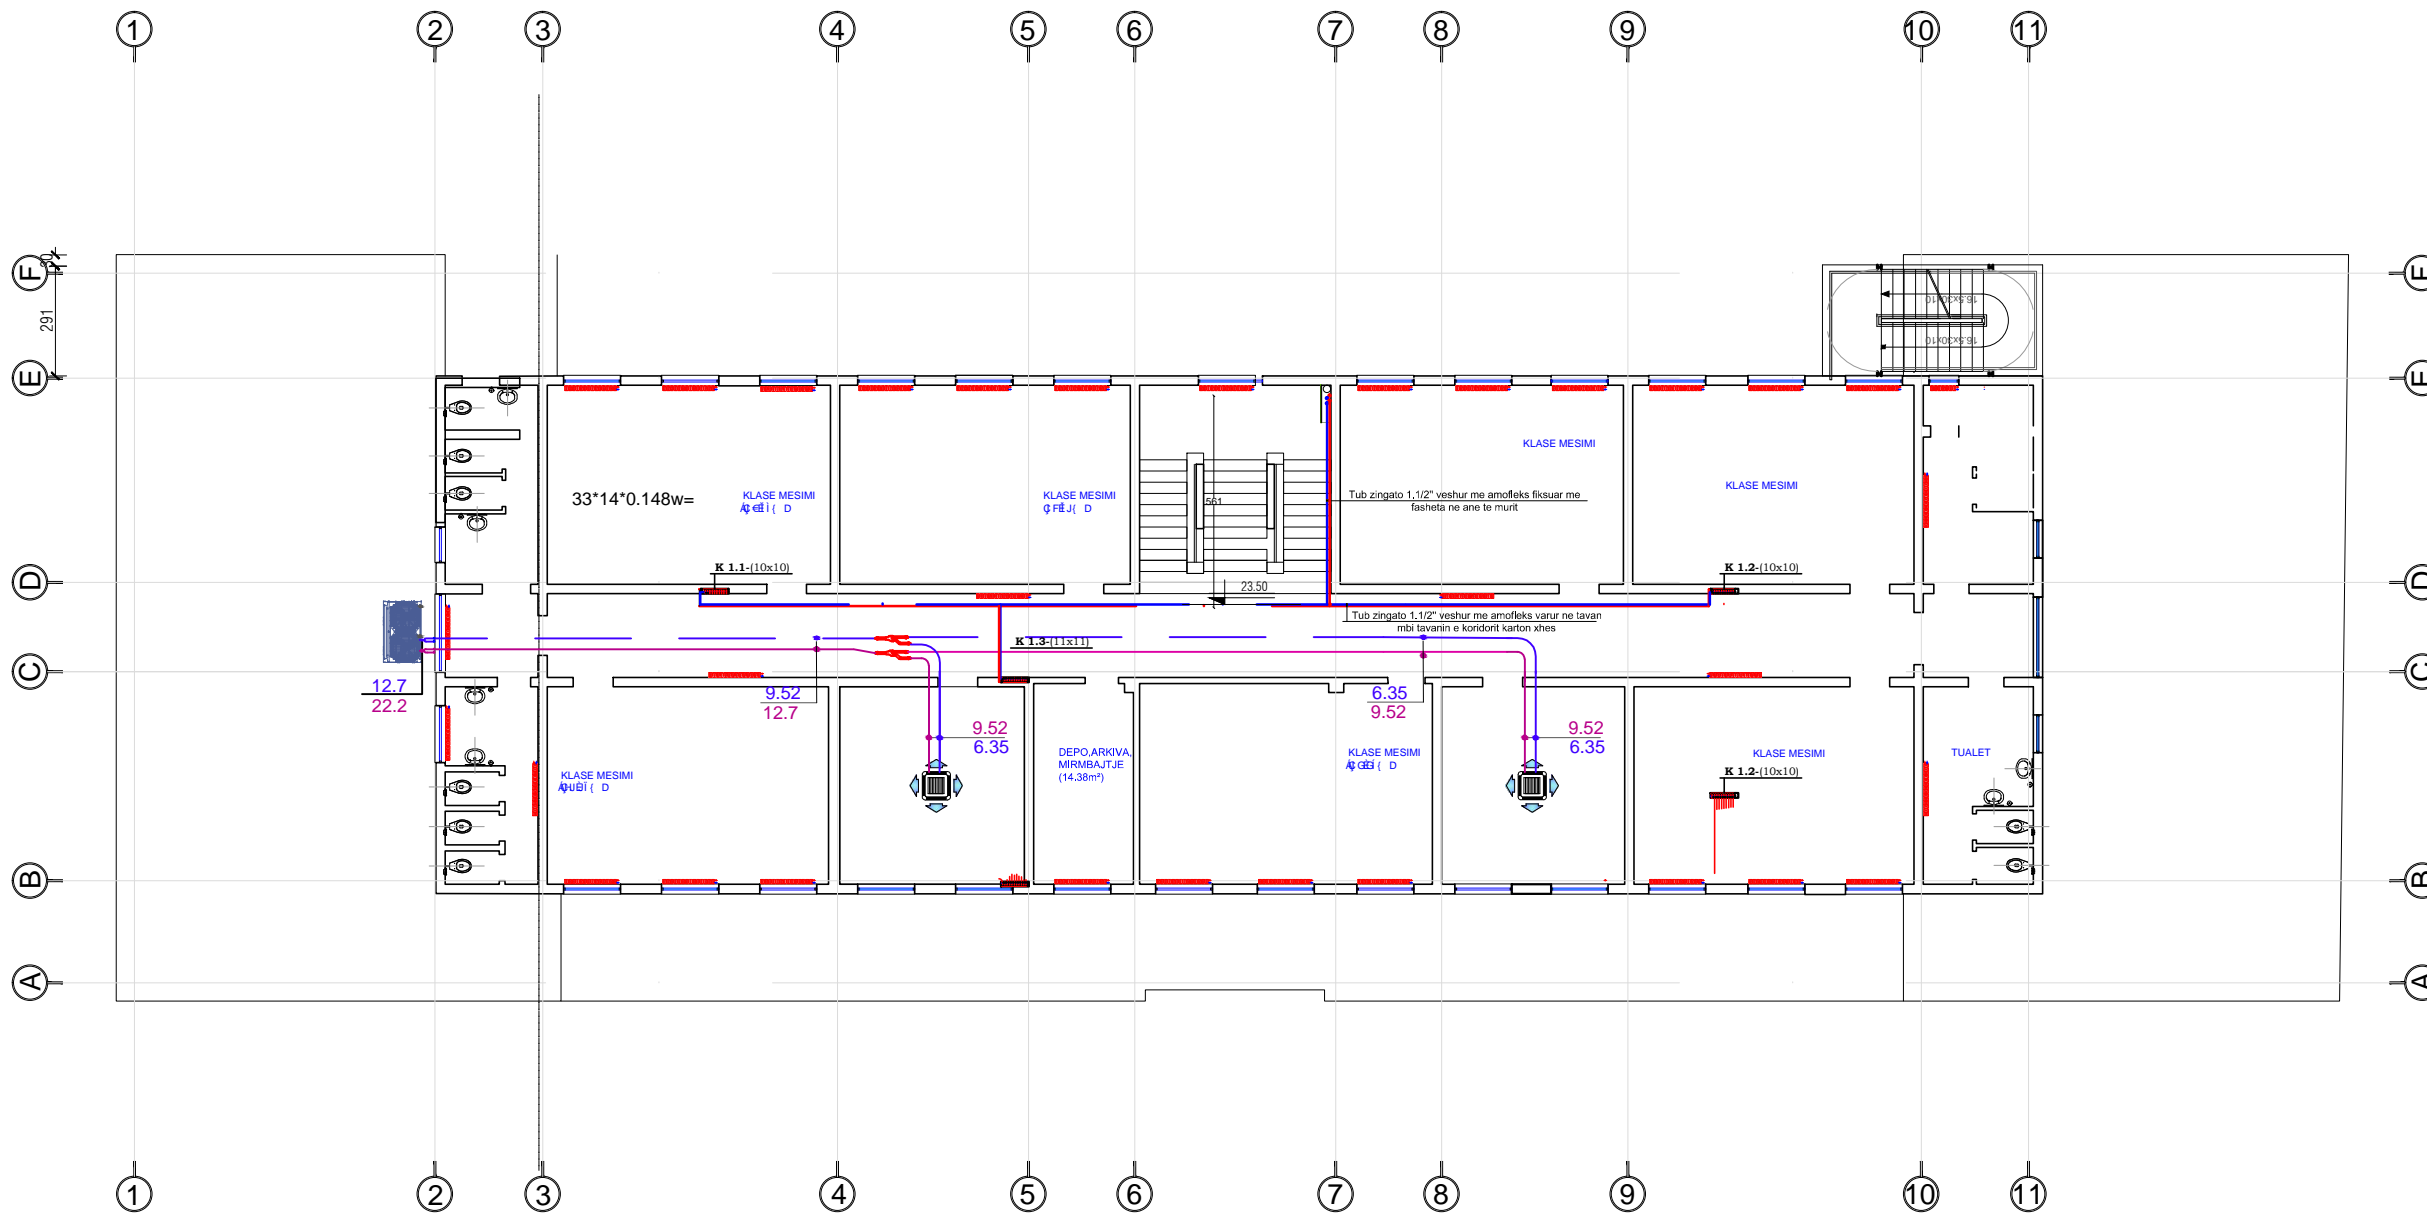 1 2 3 4 5 6 7 8 9 10 11
F F
30
291
16.5x30x10
16.5x30x10
E E
KLASE MESIMI
33*14*0.148w=
KLASE MESIMI
KLASE MESIMI
KLASE MESIMI
561
Tub zingato 1,1/2" veshur me amofleks fiksuar me
fasheta ne ane te murit
K 1.1-(10x10)
K 1.2-(10x10)
D D
23.50
Tub zingato 1.1/2" veshur me amofleks varur ne tavan
mbi tavanin e koridorit karton xhes
K 1.3-(11x11)
C C
12.7
22.2
9.52
12.7
6.35
9.52
9.52
6.35
9.52
6.35
DEPO,ARKIVA,
MIRMBAJTJE
(14,38m²)
KLASE MESIMI
KLASE MESIMI
TUALET
KLASE MESIMI
K 1.2-(10x10)
B B
A A
1 2 3 4 5 6 7 8 9 10 11